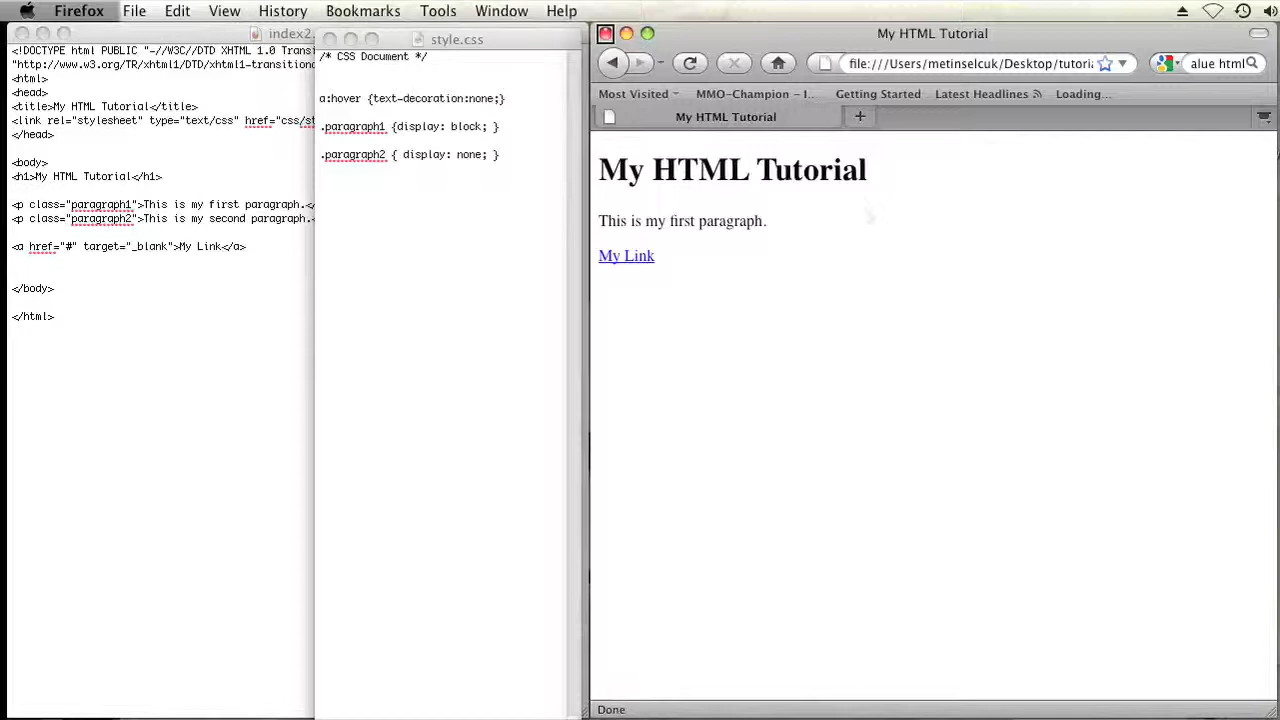 Firefox File Edit View History Bookmarks Tools Window Help
index2.
<!DOCTYPE html PUBLIC "-//W3C//DTD XHTML 1.0 Transi
"http://www.w3.org/TR/xhtml1/DTD/xhtml1-transition
<html>
<head>
<title>My HTML Tutorial</title>
<link rel="stylesheet" type="text/css" href="css/st
</head>
<body>
<h1>My HTML Tutorial</h1>
<p class="paragraph1">This is my first paragraph.</
<p class="paragraph2">This is my second paragraph.<
<a href="#" target="_blank">My Link</a>
</body>
</html>
style.css
/* CSS Document */
a:hover {text-decoration:none;}
.paragraph1 {display: block; }
.paragraph2 { display: none; }
My HTML Tutorial
file:///Users/metinselcuk/Desktop/tutori
alue html
Most Visited MMO-Champion – I.. Getting Started Latest Headlines Loading...
My HTML Tutorial
My HTML Tutorial
This is my first paragraph.
My Link
Done